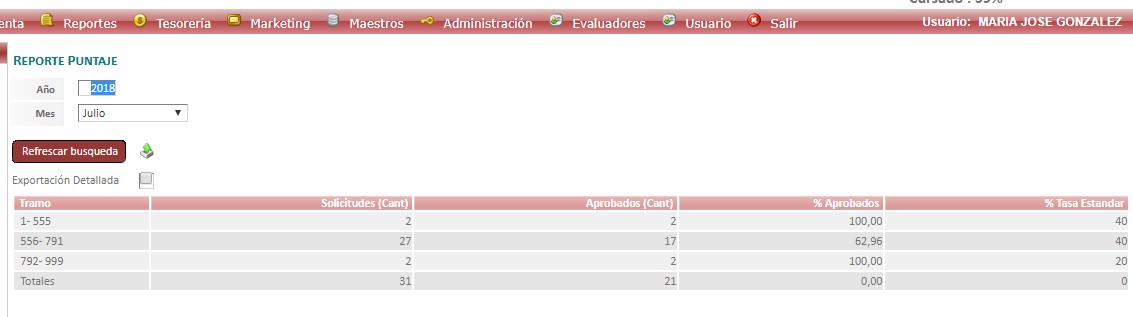 enta Reportes Tesorería Marketing Maestros Administración Evaluadores Usuario Salir Usuario: MARIA JOSE GONZALEZ
REPORTE PUNTAJE
Año 2018
Mes Julio
Refrescar busqueda
Exportación Detallada
Tramo Solicitudes (Cant) Aprobados (Cant) % Aprobados % Tasa Estandar
1- 555 2 2 100,00 40
556- 791 27 17 62,96 40
792- 999 2 2 100,00 20
Totales 31 21 0,00 0